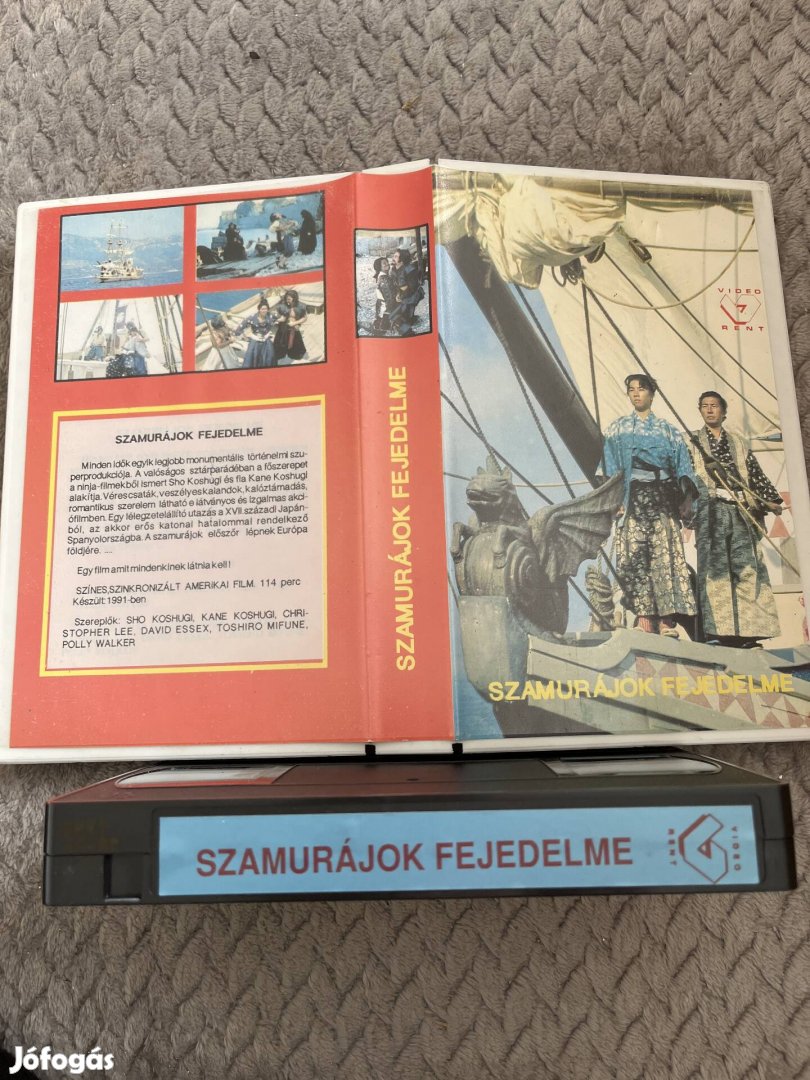 SZAMURÁJOK FEJEDELME
Minden idők egyik legjobb monumentális történelmi szu-
perprodukciója. A valóságos sztárparádéban a főszerepet
a ninja-filmekből ismert Sho Koshugi és fia Kane Koshugi
alakítja. Véres csaták, veszélyes kalandok, kalóztámadás,
romantikus szerelem látható e látványos és izgalmas akci-
ófilmben. Egy lélegzetelállító utazás a XVII. századi Japán-
ból, az akkor erős katonai hatalommal rendelkező
Spanyolországba. A szamurájok először lépnek Európa
földjére. ....
Egy film amit mindenkinek látnia kell!
SZÍNES, SZINKRONIZÁLT AMERIKAI FILM. 114 perc
Készült: 1991-ben
Szereplők: SHO KOSHUGI, KANE KOSHUGI, CHRI-
STOPHER LEE, DAVID ESSEX, TOSHIRO MIFUNE,
POLLY WALKER
SZAMURÁJOK FEJEDELME
VIDEO
7
RENT
SZAMURÁJOK FEJEDELME
SZAMURÁJOK FEJEDELME
VIDEO
7
RENT
Jófogás